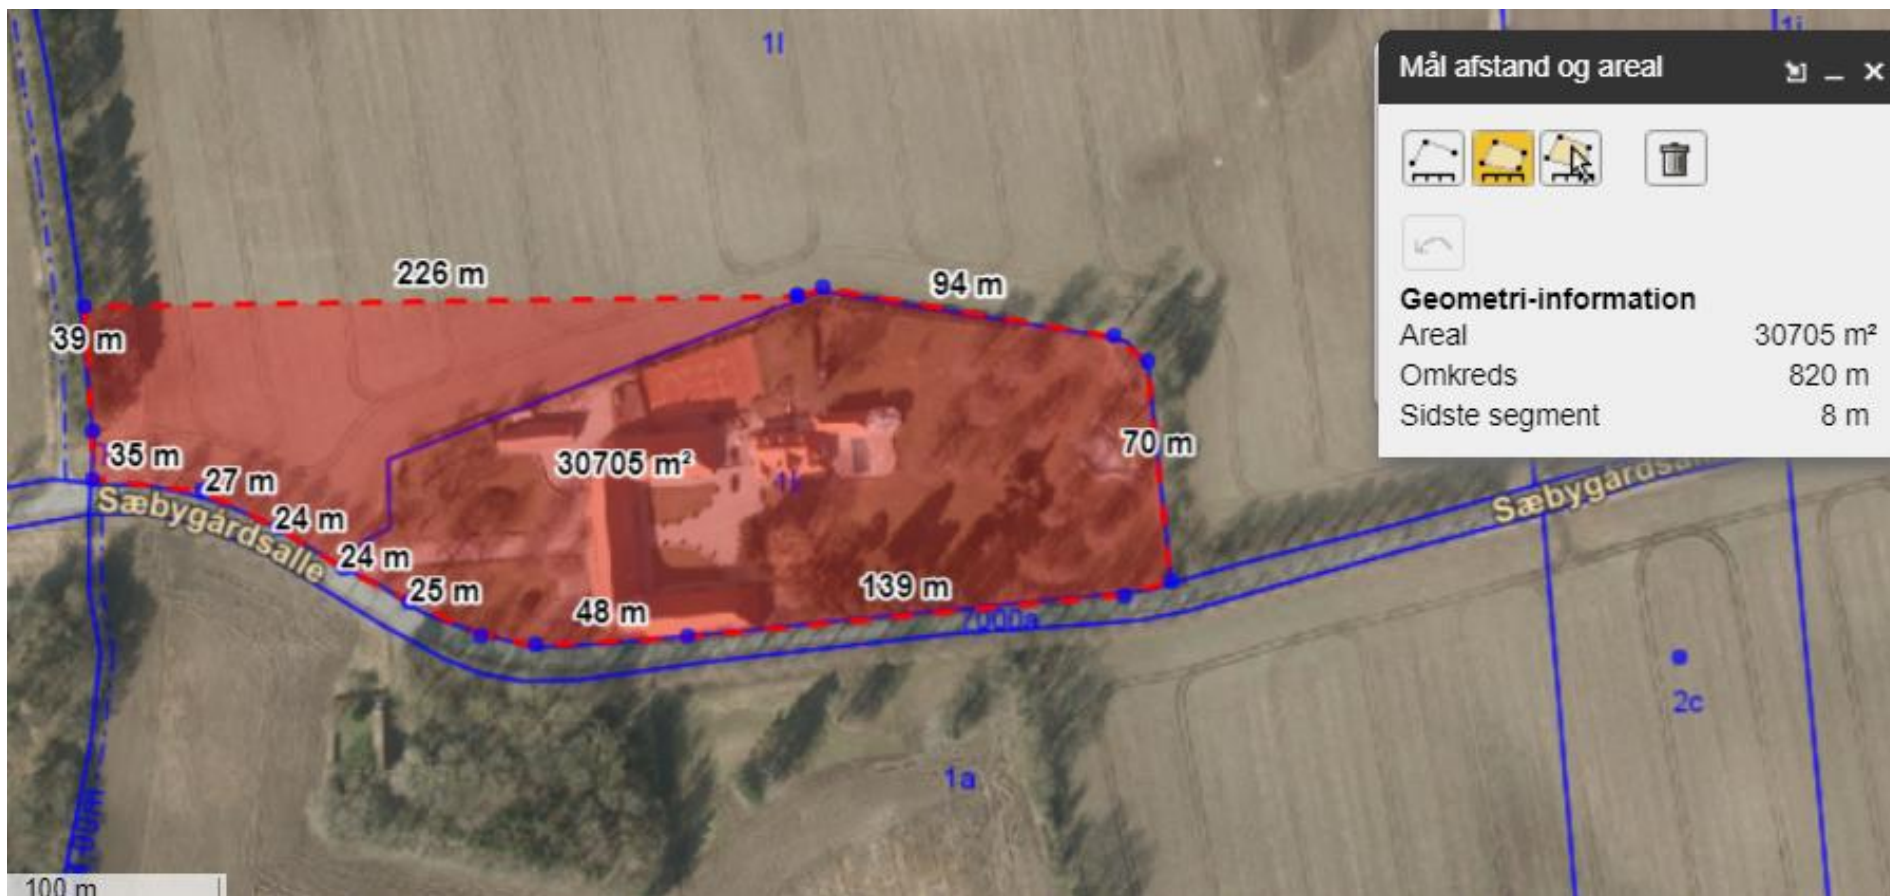 1l
1i
Mål afstand og areal
226 m
94 m
39 m
Geometri-information
Areal 30705 m²
Omkreds 820 m
Sidste segment 8 m
35 m
27 m
24 m
24 m
25 m
30705 m²
70 m
Sæbygårdsalle
Sæbygårdsalle
48 m
139 m
7000a
2c
1a
100 m